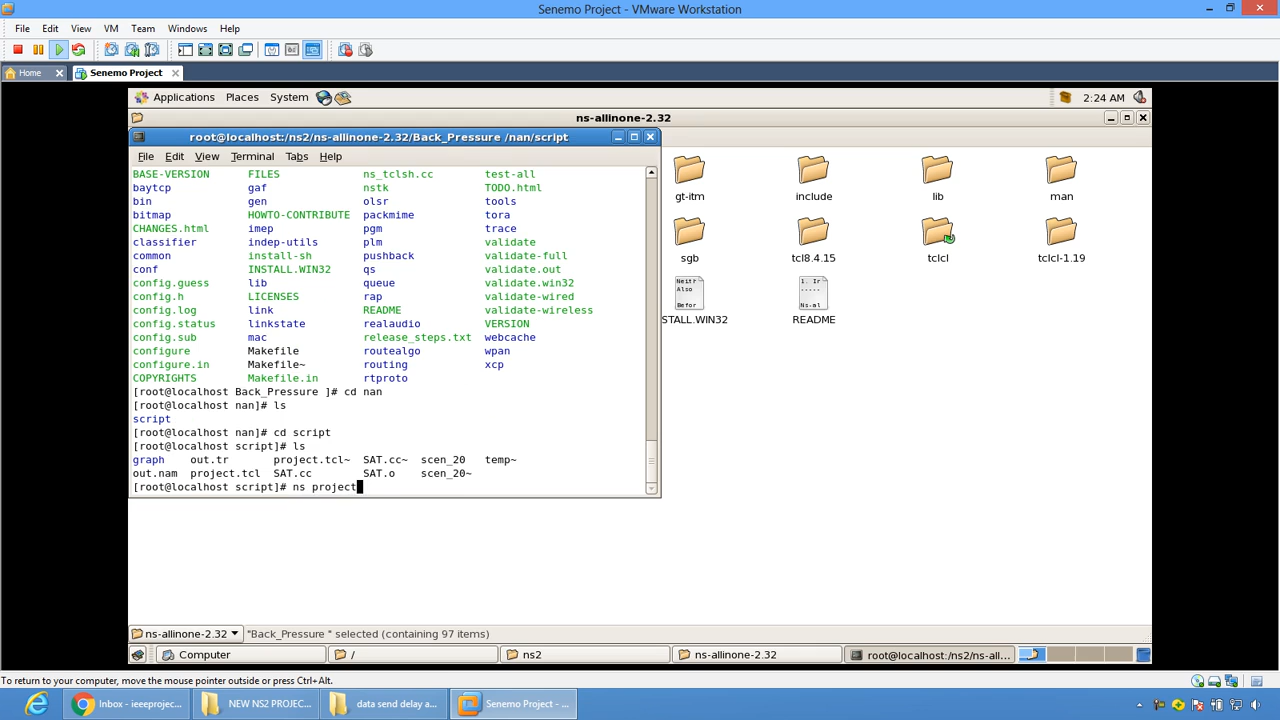 Senemo Project - VMware Workstation
File Edit View VM Team Windows Help
Home Senemo Project
Applications Places System 2:24 AM
ns-allinone-2.32
root@localhost:/ns2/ns-allinone-2.32/Back_Pressure /nan/script
File Edit View Terminal Tabs Help
BASE-VERSION FILES ns_tclsh.cc test-all
baytcp gaf nstk TODO.html
bin gen olsr tools
bitmap HOWTO-CONTRIBUTE packmime tora
CHANGES.html imep pgm trace
classifier indep-utils plm validate
common install-sh pushback validate-full
conf INSTALL.WIN32 qs validate.out
config.guess lib queue validate.win32
config.h LICENSES rap validate-wired
config.log link README validate-wireless
config.status linkstate realaudio VERSION
config.sub mac release_steps.txt webcache
configure Makefile routealgo wpan
configure.in Makefile~ routing xcp
COPYRIGHTS Makefile.in rtproto
[root@localhost Back_Pressure ]# cd nan
[root@localhost nan]# ls
script
[root@localhost nan]# cd script
[root@localhost script]# ls
graph out.tr project.tcl~ SAT.cc~ scen_20 temp~
out.nam project.tcl SAT.cc SAT.o scen_20~
[root@localhost script]# ns project
gt-itm include lib man
sgb tcl8.4.15 tclcl tclcl-1.19
STALL.WIN32 README
ns-allinone-2.32 "Back_Pressure " selected (containing 97 items)
Computer / ns2 ns-allinone-2.32 root@localhost:/ns2/ns-all...
To return to your computer, move the mouse pointer outside or press Ctrl+Alt.
Inbox - ieeeprojec... NEW NS2 PROJEC... data send delay a... Senemo Project - ...